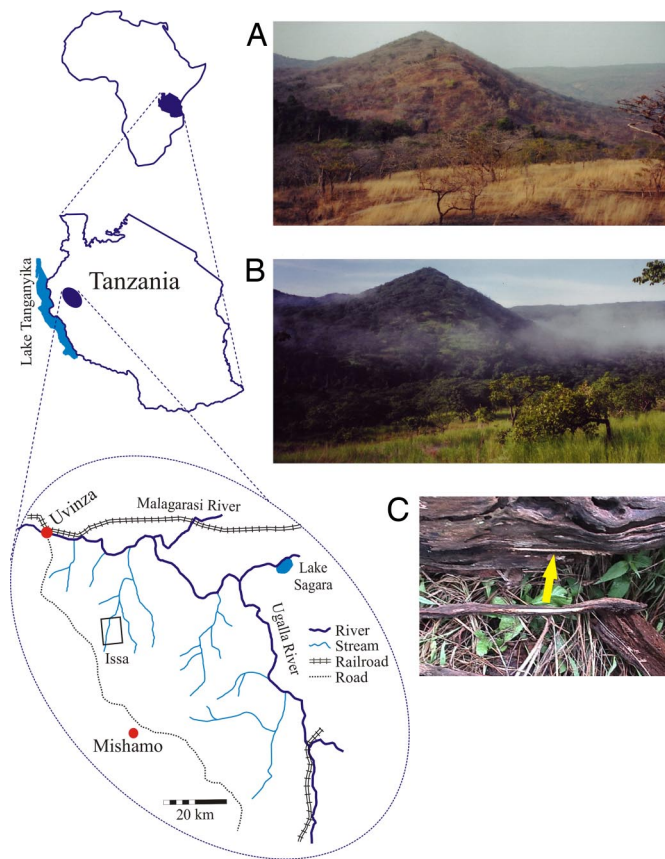 A
Tanzania
Lake Tanganyika
B
Uvinza
Malagarasi River
Lake
Sagara
Ugalla River
River
Stream
Railroad
Road
Issa
Mishamo
20 km
C